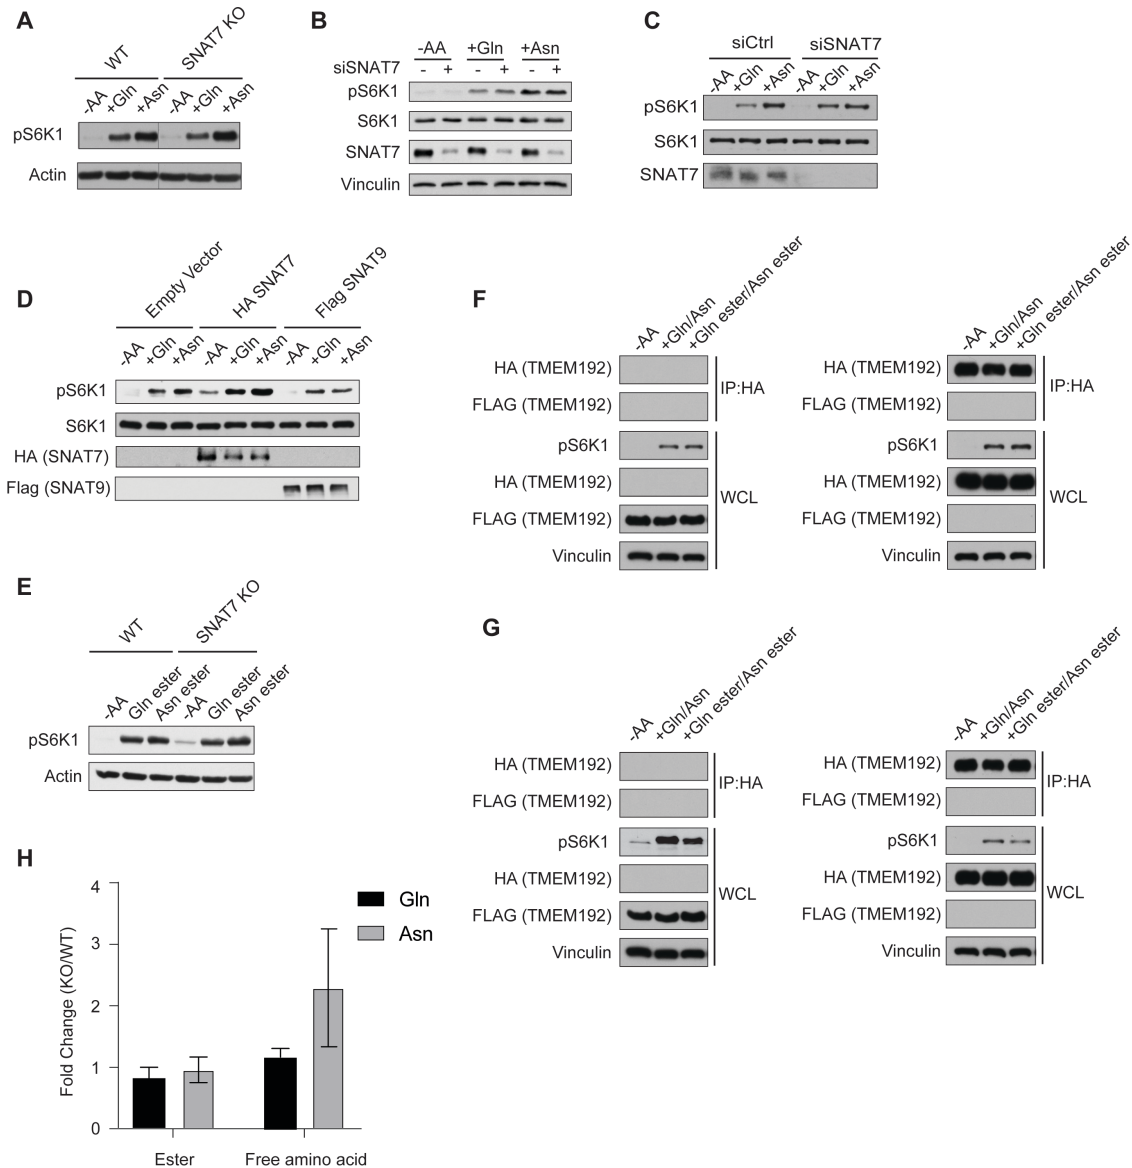 A
WT
SNAT7 KO
-AA
+Gln
+Asn
-AA
+Gln
+Asn
pS6K1
Actin
B
-AA +Gln +Asn
siSNAT7 - + - + - +
pS6K1
S6K1
SNAT7
Vinculin
C
siCtrl siSNAT7
-AA
+Gln
+Asn
-AA
+Gln
+Asn
pS6K1
S6K1
SNAT7
D
Empty Vector
HA SNAT7
Flag SNAT9
-AA
+Gln
+Asn
-AA
+Gln
+Asn
-AA
+Gln
+Asn
pS6K1
S6K1
HA (SNAT7)
Flag (SNAT9)
E
WT
SNAT7 KO
-AA
Gln ester
Asn ester
-AA
Gln ester
Asn ester
pS6K1
Actin
F
-AA
+Gln/Asn
+Gln ester/Asn ester
HA (TMEM192)
FLAG (TMEM192)
IP:HA
pS6K1
HA (TMEM192)
FLAG (TMEM192)
Vinculin
WCL
-AA
+Gln/Asn
+Gln ester/Asn ester
HA (TMEM192)
FLAG (TMEM192)
IP:HA
pS6K1
HA (TMEM192)
FLAG (TMEM192)
Vinculin
WCL
G
-AA
+Gln/Asn
+Gln ester/Asn ester
HA (TMEM192)
FLAG (TMEM192)
IP:HA
pS6K1
HA (TMEM192)
FLAG (TMEM192)
Vinculin
WCL
-AA
+Gln/Asn
+Gln ester/Asn ester
HA (TMEM192)
FLAG (TMEM192)
IP:HA
pS6K1
HA (TMEM192)
FLAG (TMEM192)
Vinculin
WCL
H
Fold Change (KO/WT)
4
3
2
1
0
Gln
Asn
Ester
Free amino acid